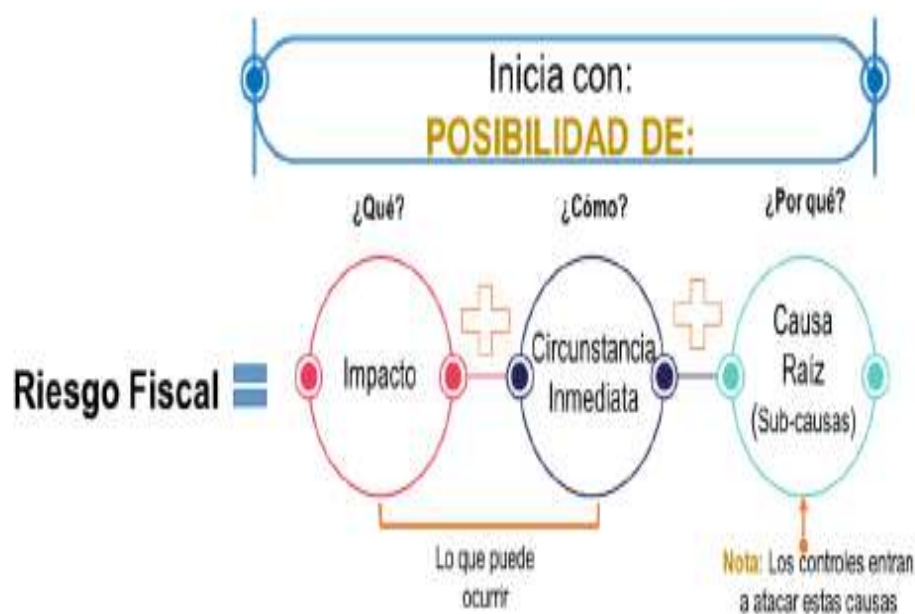 Inicia con:
POSIBILIDAD DE:
¿Qué?
¿Cómo?
¿Por qué?
Riesgo Fiscal =
Impacto
Circunstancia
Inmediata
Causa
Raíz
(Sub-causas)
Lo que puede
ocurrir
Nota: Los controles entran
a atacar estas causas